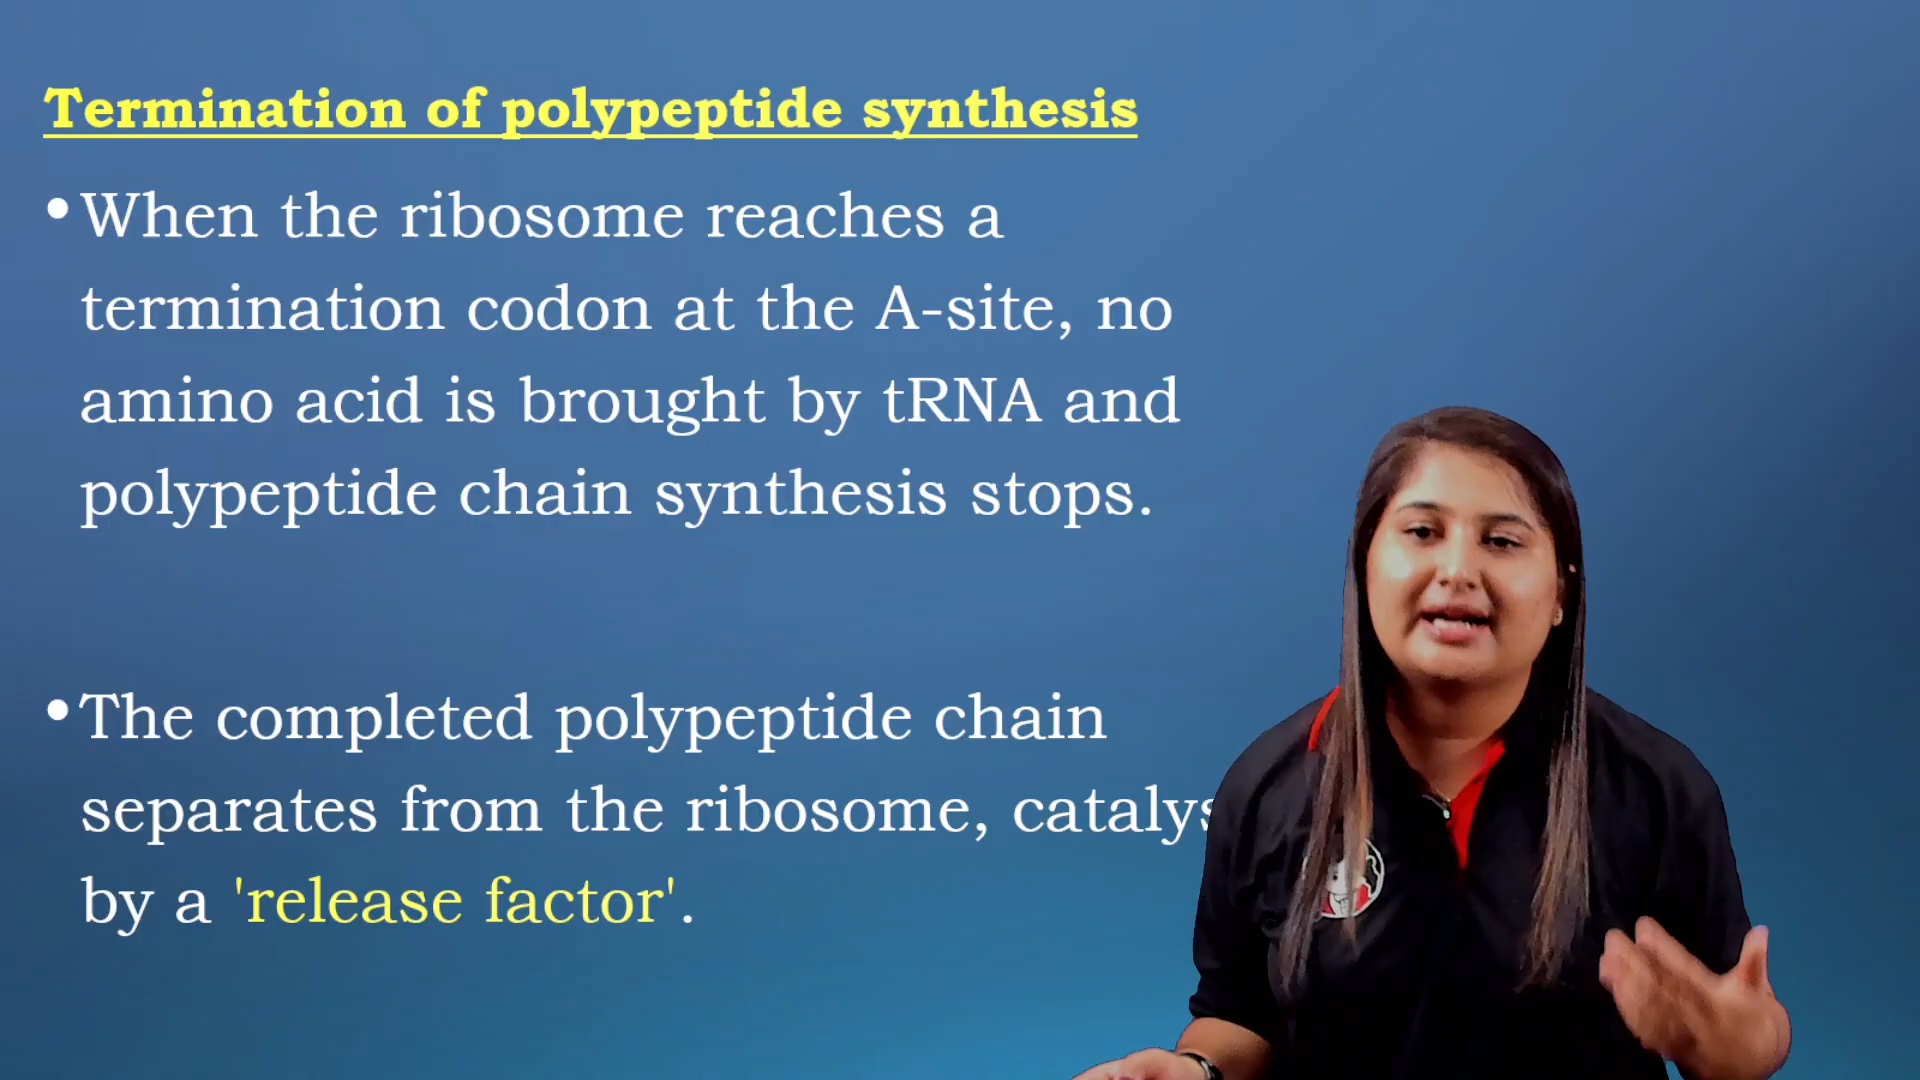 Termination of polypeptide synthesis
• When the ribosome reaches a
termination codon at the A-site, no
amino acid is brought by tRNA and
polypeptide chain synthesis stops.
• The completed polypeptide chain
separates from the ribosome,
by a 'release factor'.